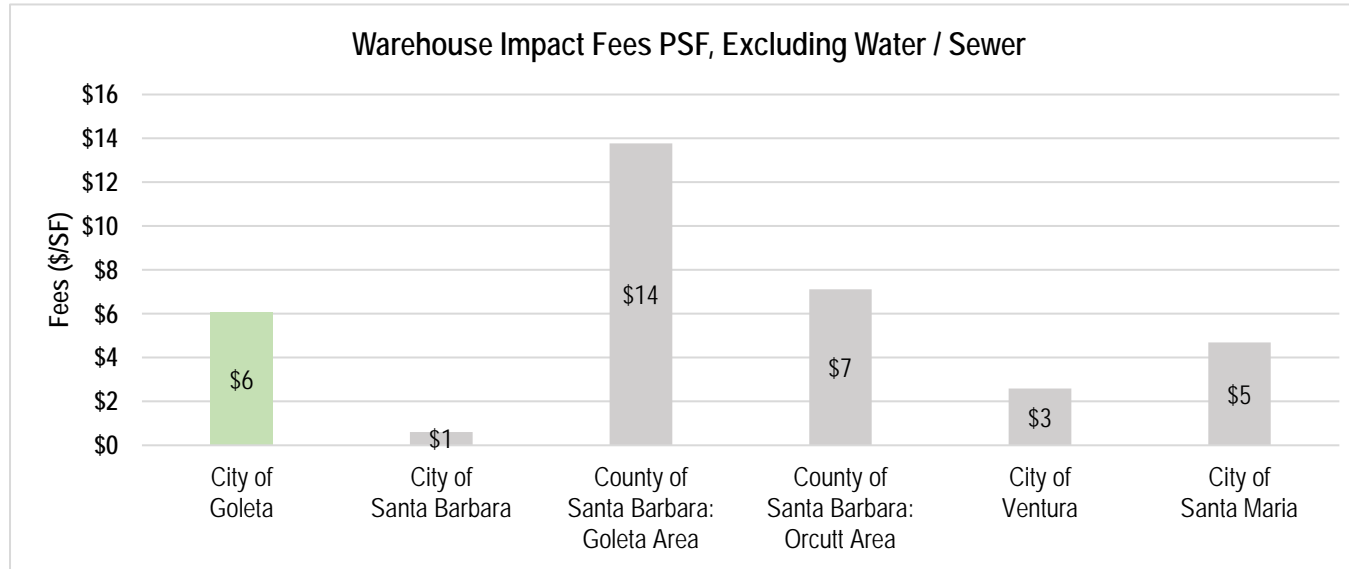 Warehouse Impact Fees PSF, Excluding Water / Sewer
$16
$14
$12
$10
$8
$6
$4
$2
$0
Fees ($/SF)
$6
$1
$14
$7
$3
$5
City of
Goleta
City of
Santa Barbara
County of
Santa Barbara:
Goleta Area
County of
Santa Barbara:
Orcutt Area
City of
Ventura
City of
Santa Maria